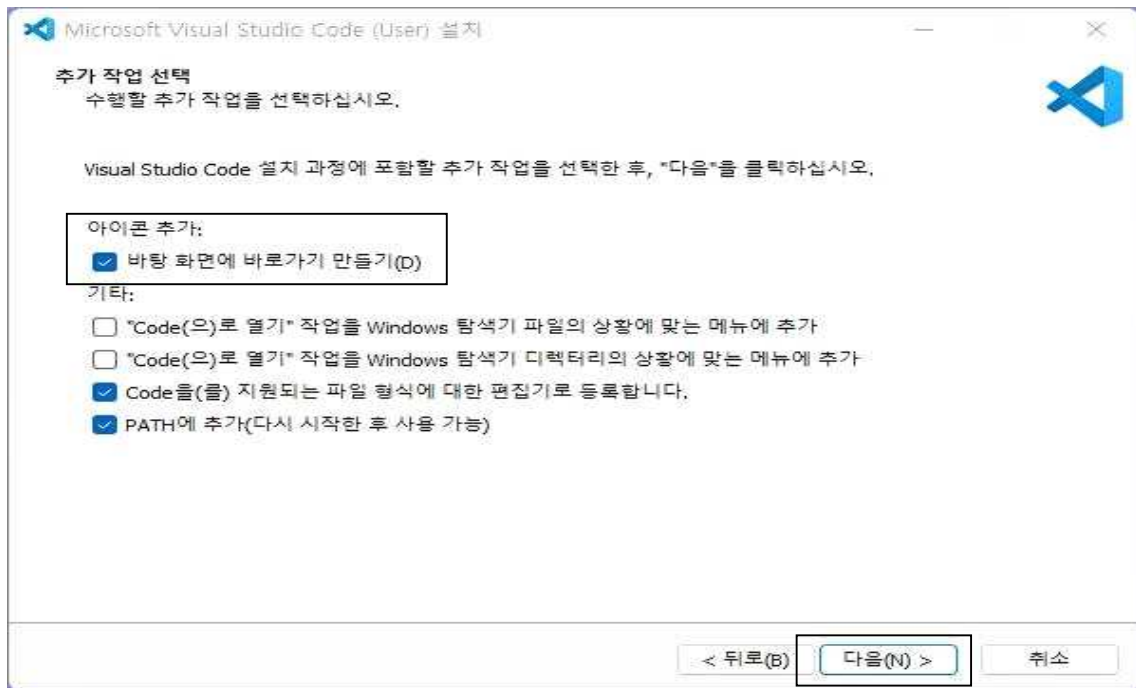 Microsoft Visual Studio Code (User) 설치
추가 작업 선택
수행할 추가 작업을 선택하십시오.
Visual Studio Code 설치 과정에 포함할 추가 작업을 선택한 후, "다음"을 클릭하십시오.
아이콘 추가:
바탕 화면에 바로가기 만들기(D)
기타:
"Code(으)로 열기" 작업을 Windows 탐색기 파일의 상황에 맞는 메뉴에 추가
"Code(으)로 열기" 작업을 Windows 탐색기 디렉터리의 상황에 맞는 메뉴에 추가
Code을(를) 지원되는 파일 형식에 대한 편집기로 등록합니다.
PATH에 추가(다시 시작한 후 사용 가능)
< 뒤로(B) 다음(N) > 취소